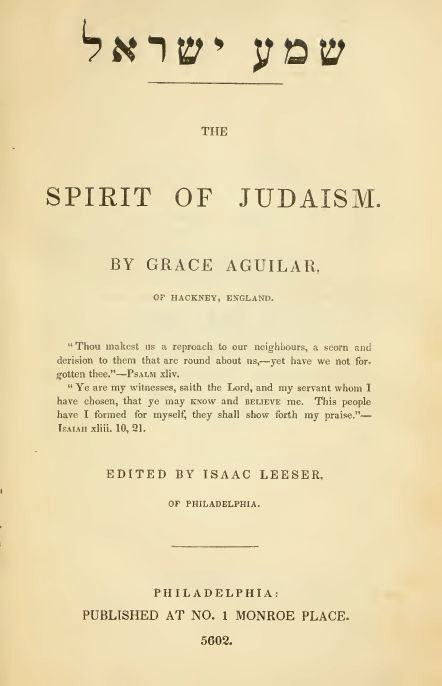 שמע ישראל
THE
SPIRIT OF JUDAISM.
BY GRACE AGUILAR,
OF HACKNEY, ENGLAND.
"Thou makest us a reproach to our neighbours, a scorn and
derision to them that are round about us,—yet have we not for-
gotten thee."—PSALM xliv.
"Ye are my witnesses, saith the Lord, and my servant whom I
have chosen, that ye may KNOW and BELIEVE me. This people
have I formed for myself, they shall show forth my praise."—
ISAIAH xliii. 10, 21.
EDITED BY ISAAC LEESER,
OF PHILADELPHIA.
PHILADELPHIA:
PUBLISHED AT NO. 1 MONROE PLACE.
5602.